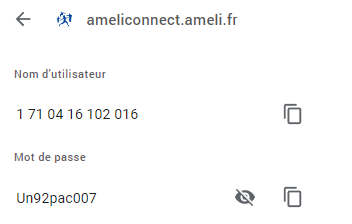 ameliconnect.ameli.fr
Nom d'utilisateur
1 71 04 16 102 016
Mot de passe
Un92pac007